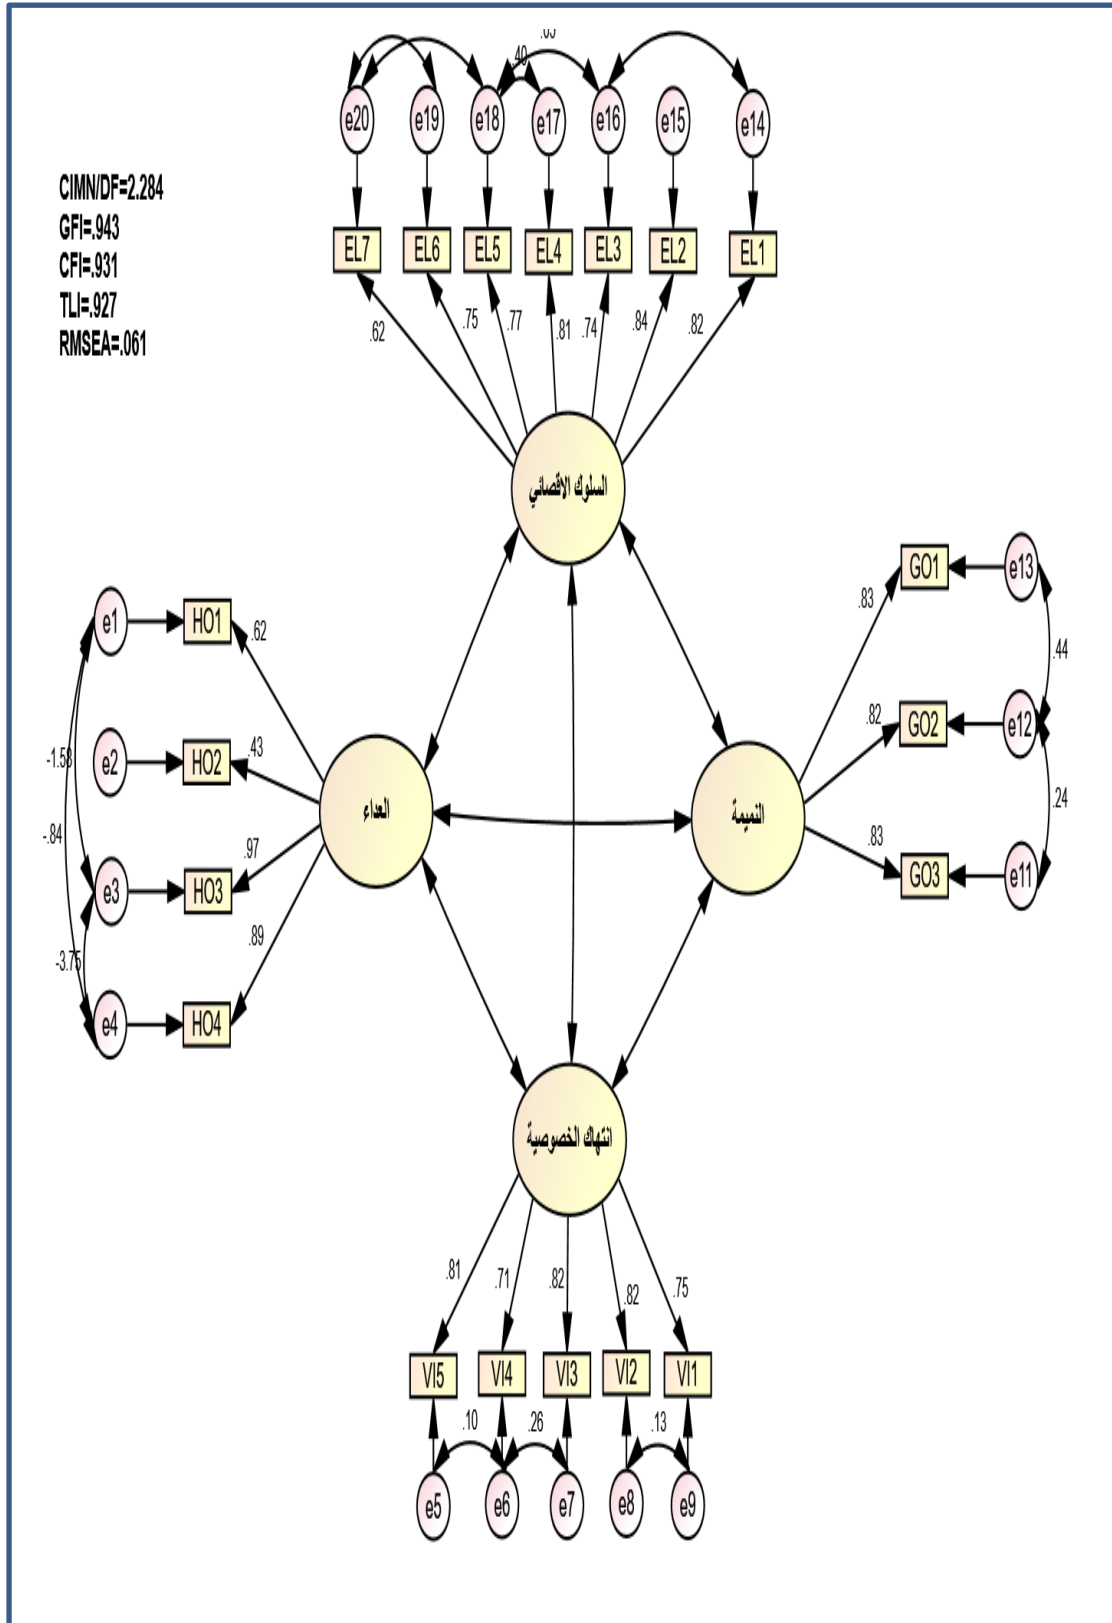 .40
e20
e19
e18
e17
e16
e15
e14
CIMN/DF=2.284
GFI=.943
CFI=.931
TLI=.927
RMSEA=.061
EL7
EL6
EL5
EL4
EL3
EL2
EL1
.62
.75
.77
.81
.74
.84
.82
السلوك الاقصائي
e1
HO1
.62
e2
HO2
.43
-1.58
-.84
e3
HO3
.97
.89
-3.75
e4
HO4
العداء
النميمة
.83
GO1
e13
.44
.82
GO2
e12
.24
.83
GO3
e11
انتهاك الخصوصية
.81
.71
.82
.82
.75
VI5
VI4
VI3
VI2
VI1
.10
.26
.13
e5
e6
e7
e8
e9